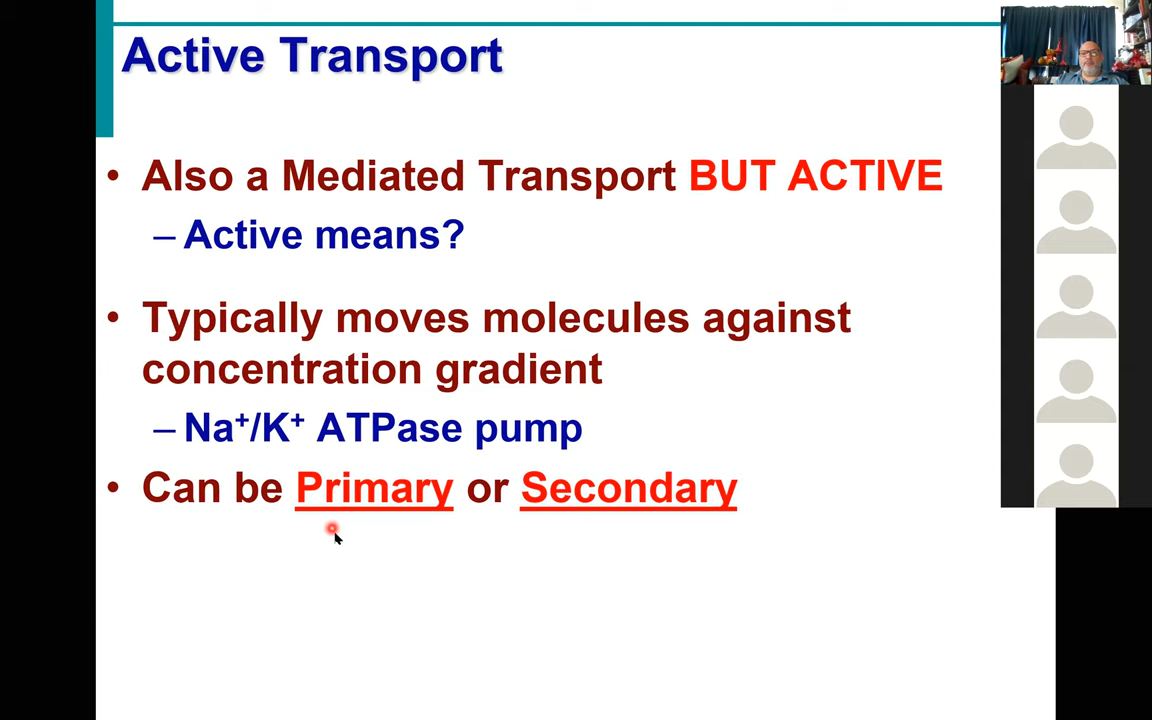 Active Transport
• Also a Mediated Transport BUT ACTIVE
– Active means?
• Typically moves molecules against
concentration gradient
– Na⁺/K⁺ ATPase pump
• Can be Primary or Secondary